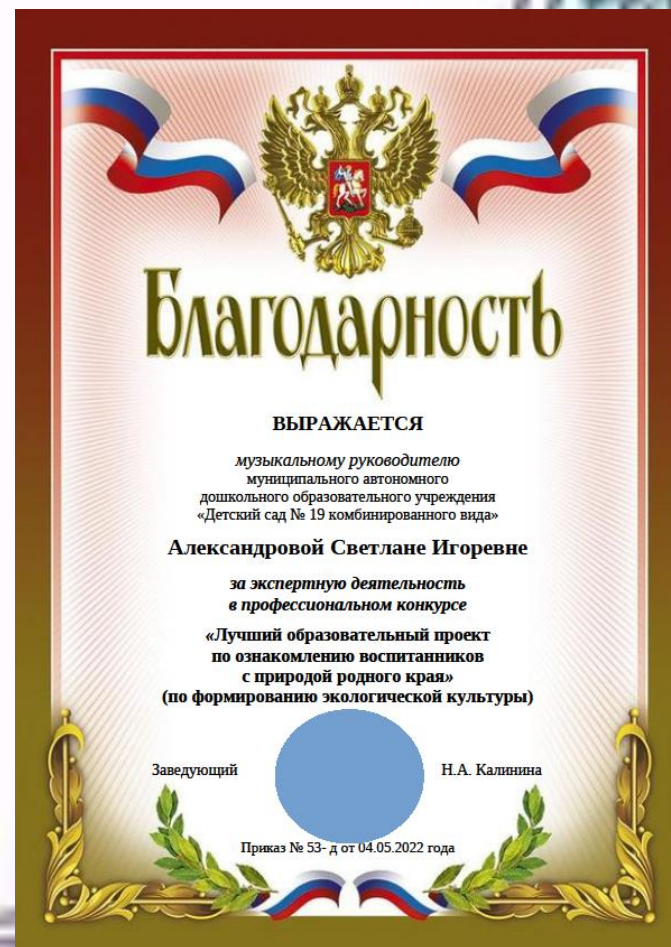 Благодарность
ВЫРАЖАЕТСЯ
музыкальному руководителю
муниципального автономного
дошкольного образовательного учреждения
«Детский сад № 19 комбинированного вида»
Александровой Светлане Игоревне
за экспертную деятельность
в профессиональном конкурсе
«Лучший образовательный проект
по ознакомлению воспитанников
с природой родного края»
(по формированию экологической культуры)
Заведующий Н.А. Калинина
Приказ № 53- д от 04.05.2022 года